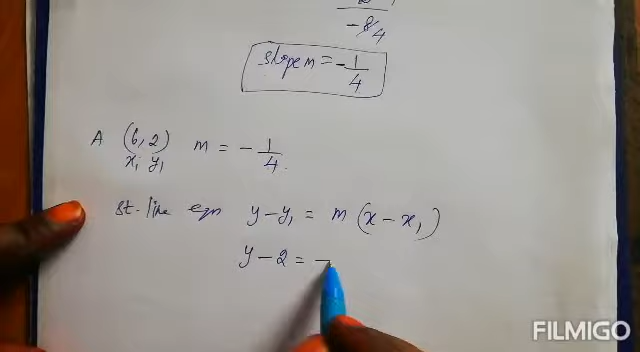 - 8/4
slope m = - 1/4
A (6, 2) m = - 1/4.
x₁ y₁
st. line eqn y - y₁ = m (x - x₁)
y - 2 = -
FILMIGO